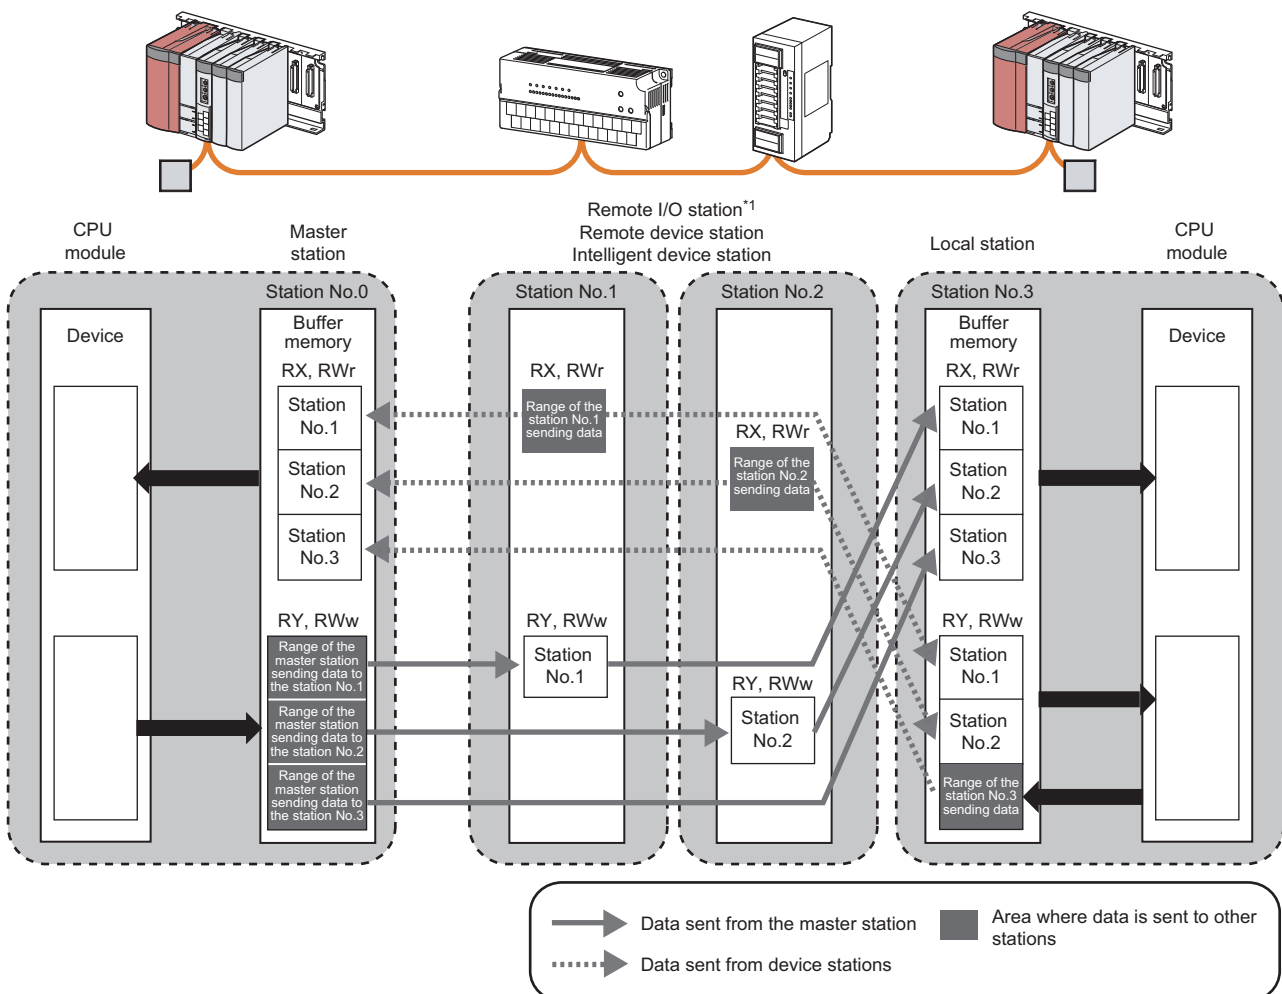 Remote I/O station*1
Remote device station
Intelligent device station
CPU
module
Master
station
Local station
CPU
module
Station No.0
Station No.1
Station No.2
Station No.3
Device
Buffer
memory
RX, RWr
Station
No.1
Station
No.2
Station
No.3
RY, RWw
Range of the
master station
sending data to
the station No.1
Range of the
master station
sending data to
the station No.2
Range of the
master station
sending data to
the station No.3
RX, RWr
Range of the
station No.1
sending data
RY, RWw
Station
No.1
RX, RWr
Range of the
station No.2
sending data
RY, RWw
Station
No.2
Buffer
memory
RX, RWr
Station
No.1
Station
No.2
Station
No.3
RY, RWw
Station
No.1
Station
No.2
Range of the
station No.3
sending data
Device
Data sent from the master station
Data sent from device stations
Area where data is sent to other
stations